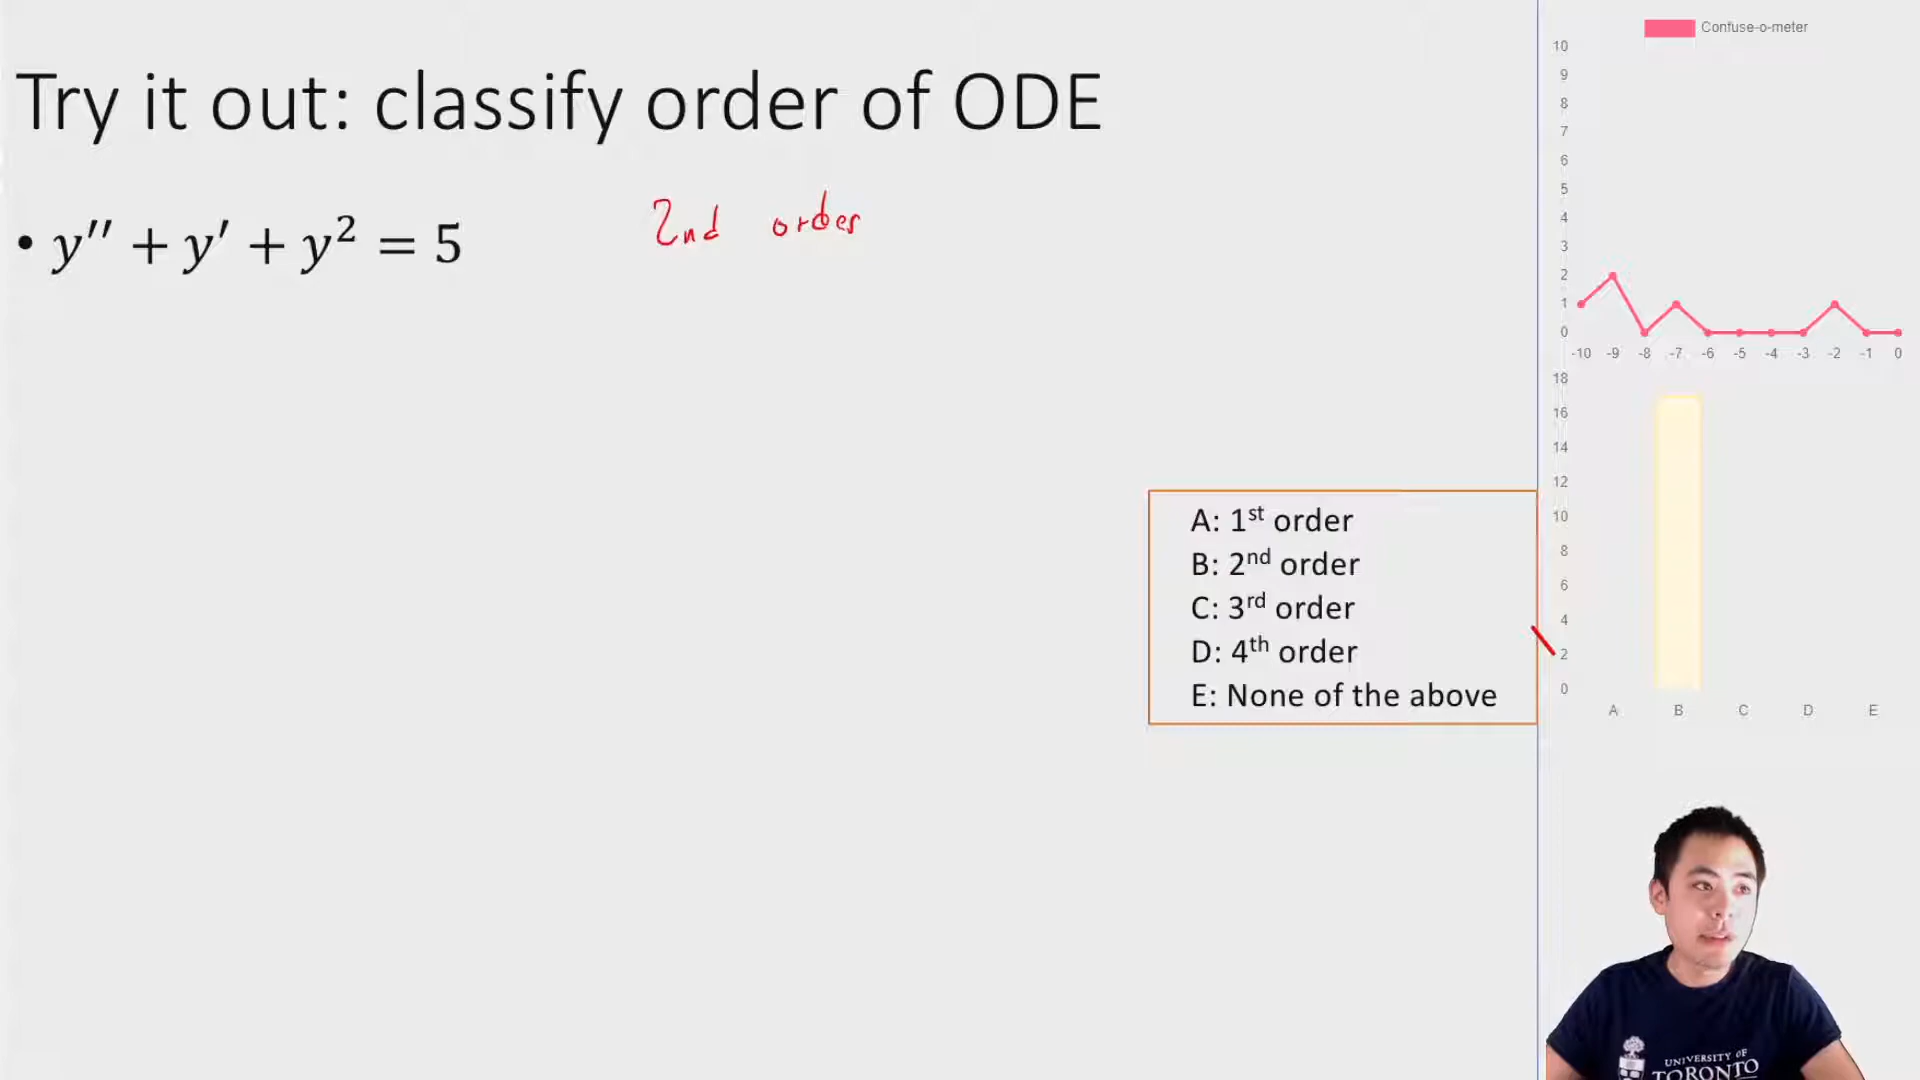 Try it out: classify order of ODE
• y″ + y′ + y² = 5
2nd order
A: 1st order
B: 2nd order
C: 3rd order
D: 4th order
E: None of the above
Confuse-o-meter
10
9
8
7
6
5
4
3
2
1
0
-10 -9 -8 -7 -6 -5 -4 -3 -2 -1 0
18
16
14
12
10
8
6
4
2
0
A B C D E
UNIVERSITY OF
TORONTO